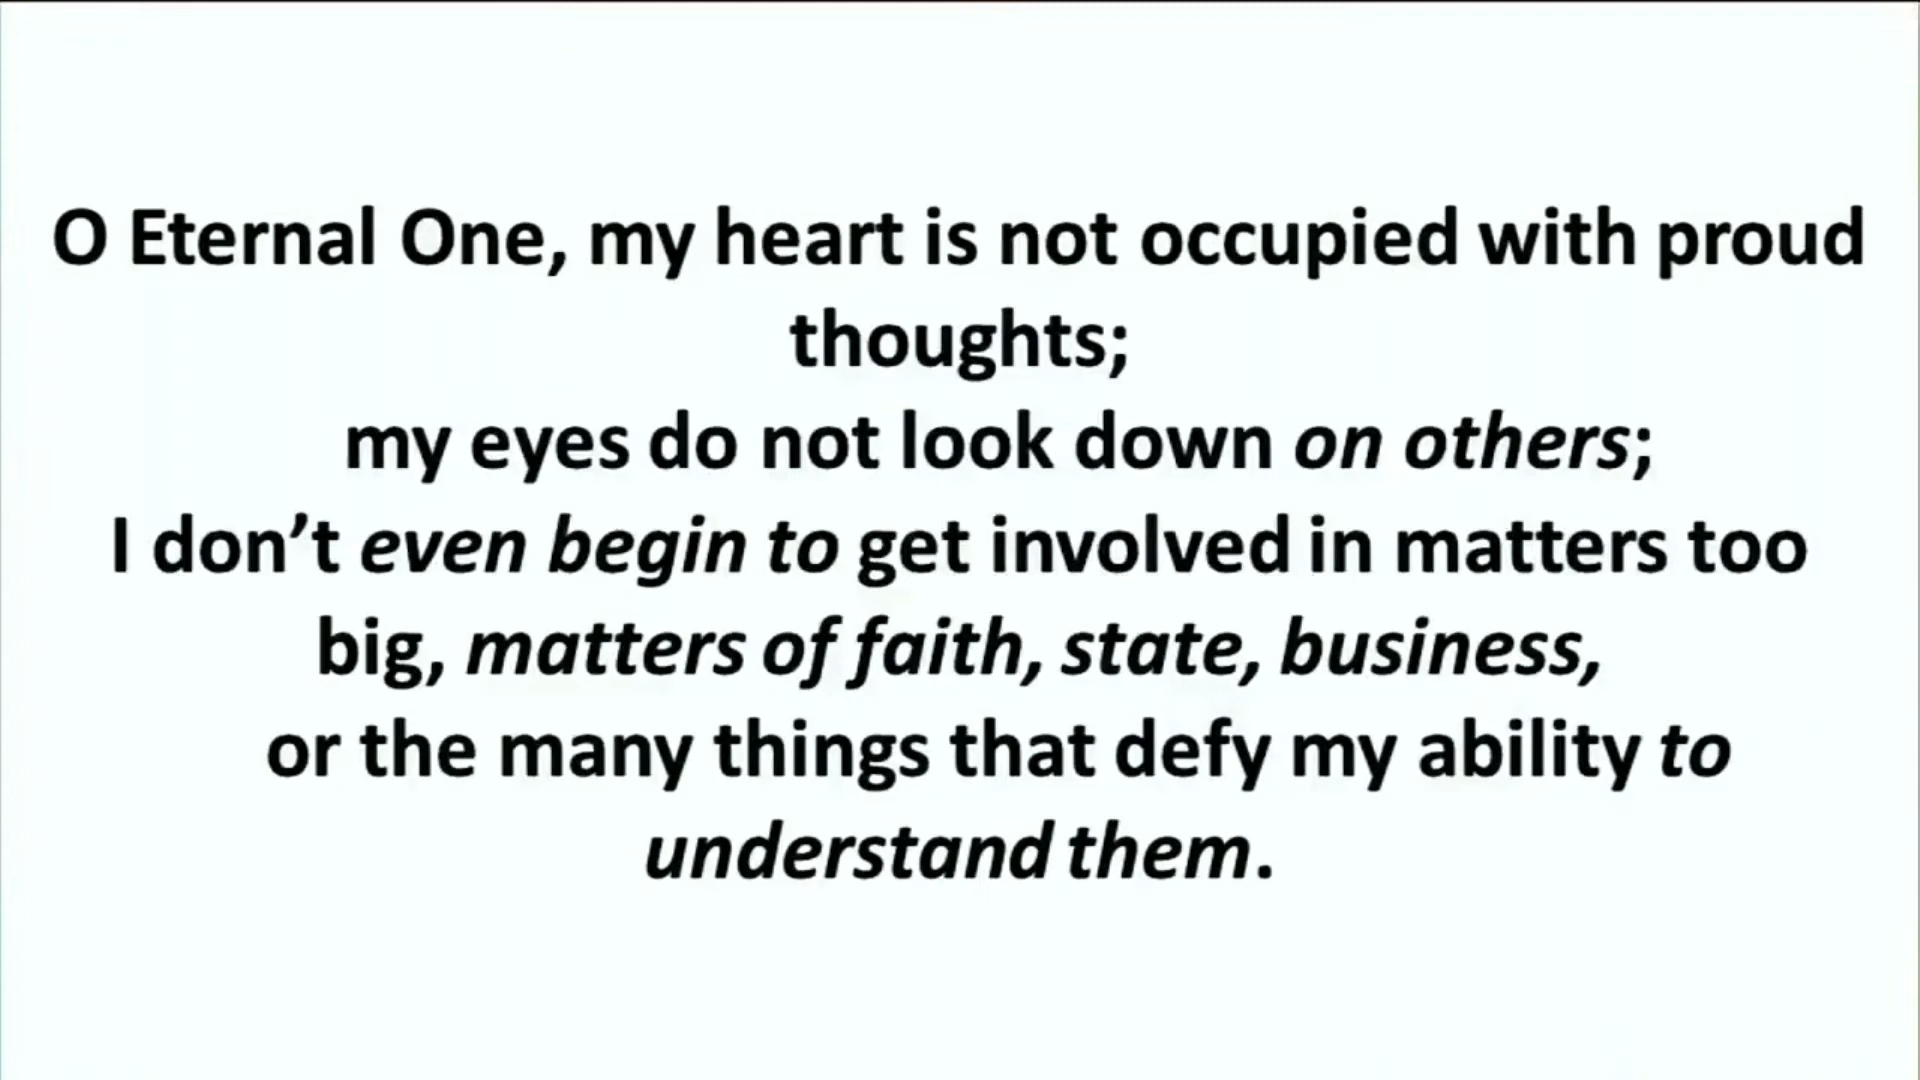 O Eternal One, my heart is not occupied with proud
thoughts;
my eyes do not look down on others;
I don’t even begin to get involved in matters too
big, matters of faith, state, business,
or the many things that defy my ability to
understand them.